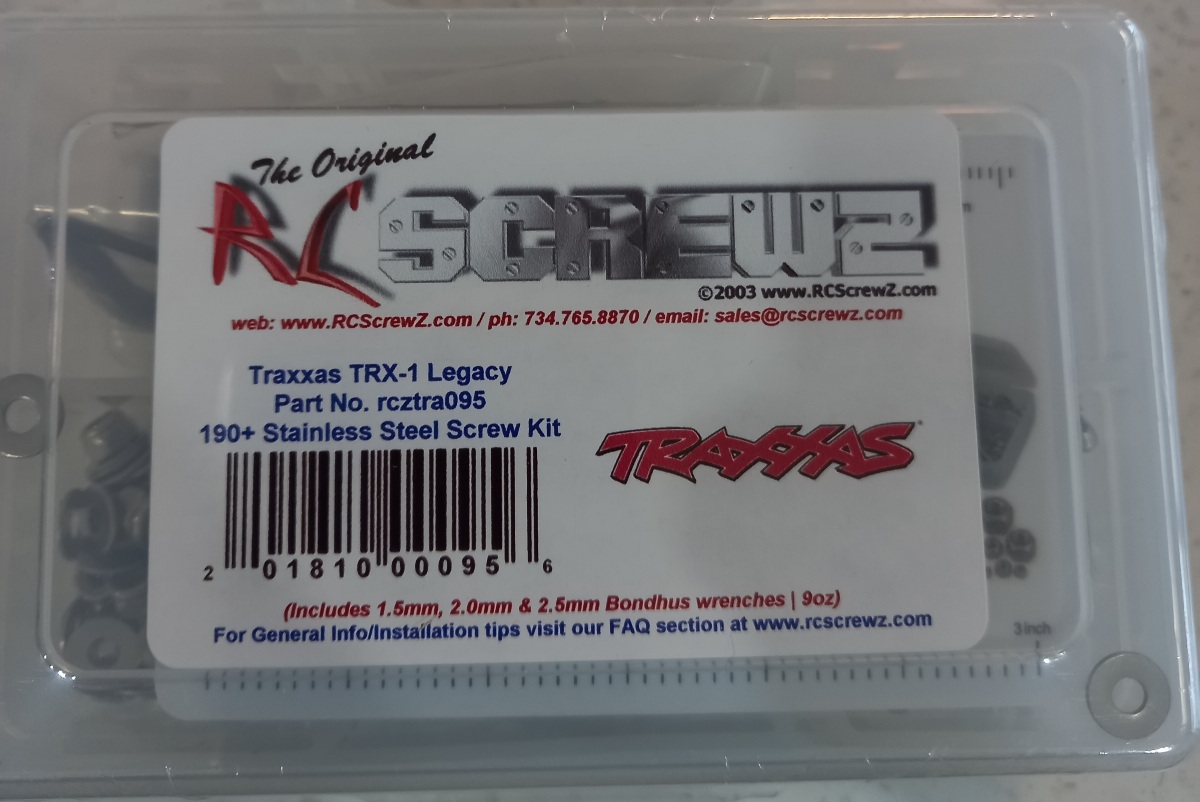 The Original
RC SCREWZ
©2003 www.RCScrewZ.com
web: www.RCScrewZ.com / ph: 734.765.8870 / email: sales@rcscrewz.com
Traxxas TRX-1 Legacy
Part No. rcztra095
190+ Stainless Steel Screw Kit
TRAXXAS
2 01810 00095 6
(Includes 1.5mm, 2.0mm & 2.5mm Bondhus wrenches | 9oz)
For General Info/Installation tips visit our FAQ section at www.rcscrewz.com
3 inch